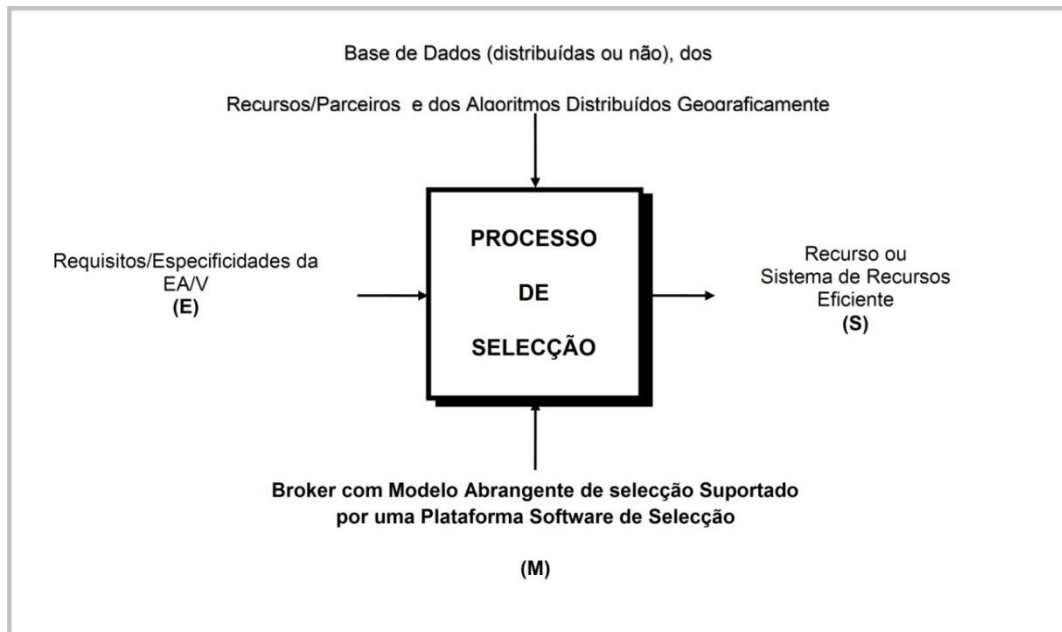 Base de Dados (distribuídas ou não), dos
Recursos/Parceiros e dos Algoritmos Distribuídos Geograficamente
PROCESSO
DE
SELECÇÃO
Requisitos/Especificidades da
EA/V
(E)
Recurso ou
Sistema de Recursos
Eficiente
(S)
Broker com Modelo Abrangente de selecção Suportado
por uma Plataforma Software de Selecção
(M)